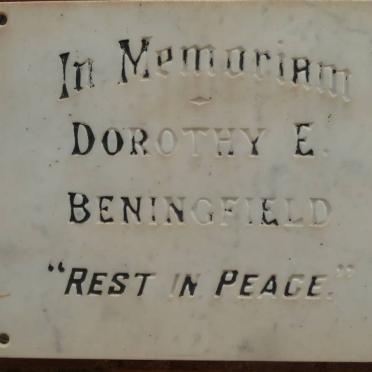 In Memoriam
DOROTHY E.
BENINGFIELD
"REST IN PEACE."